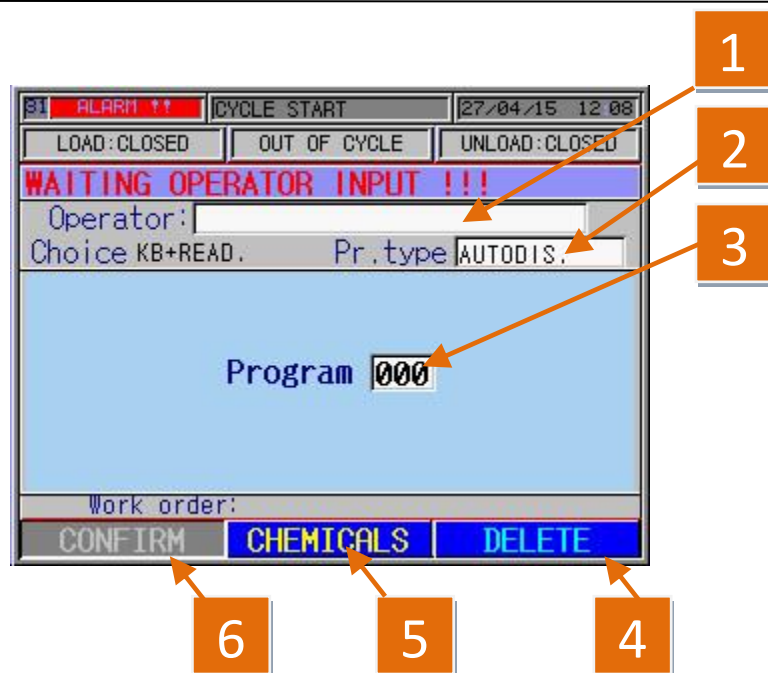 1
81 ALARM !! CYCLE START 27/04/15 12:08
LOAD:CLOSED OUT OF CYCLE UNLOAD:CLOSED
2
WAITING OPERATOR INPUT !!!
Operator:
Choice KB+READ. Pr.type AUTODIS.
3
Program 000
Work order:
CONFIRM CHEMICALS DELETE
6 5 4